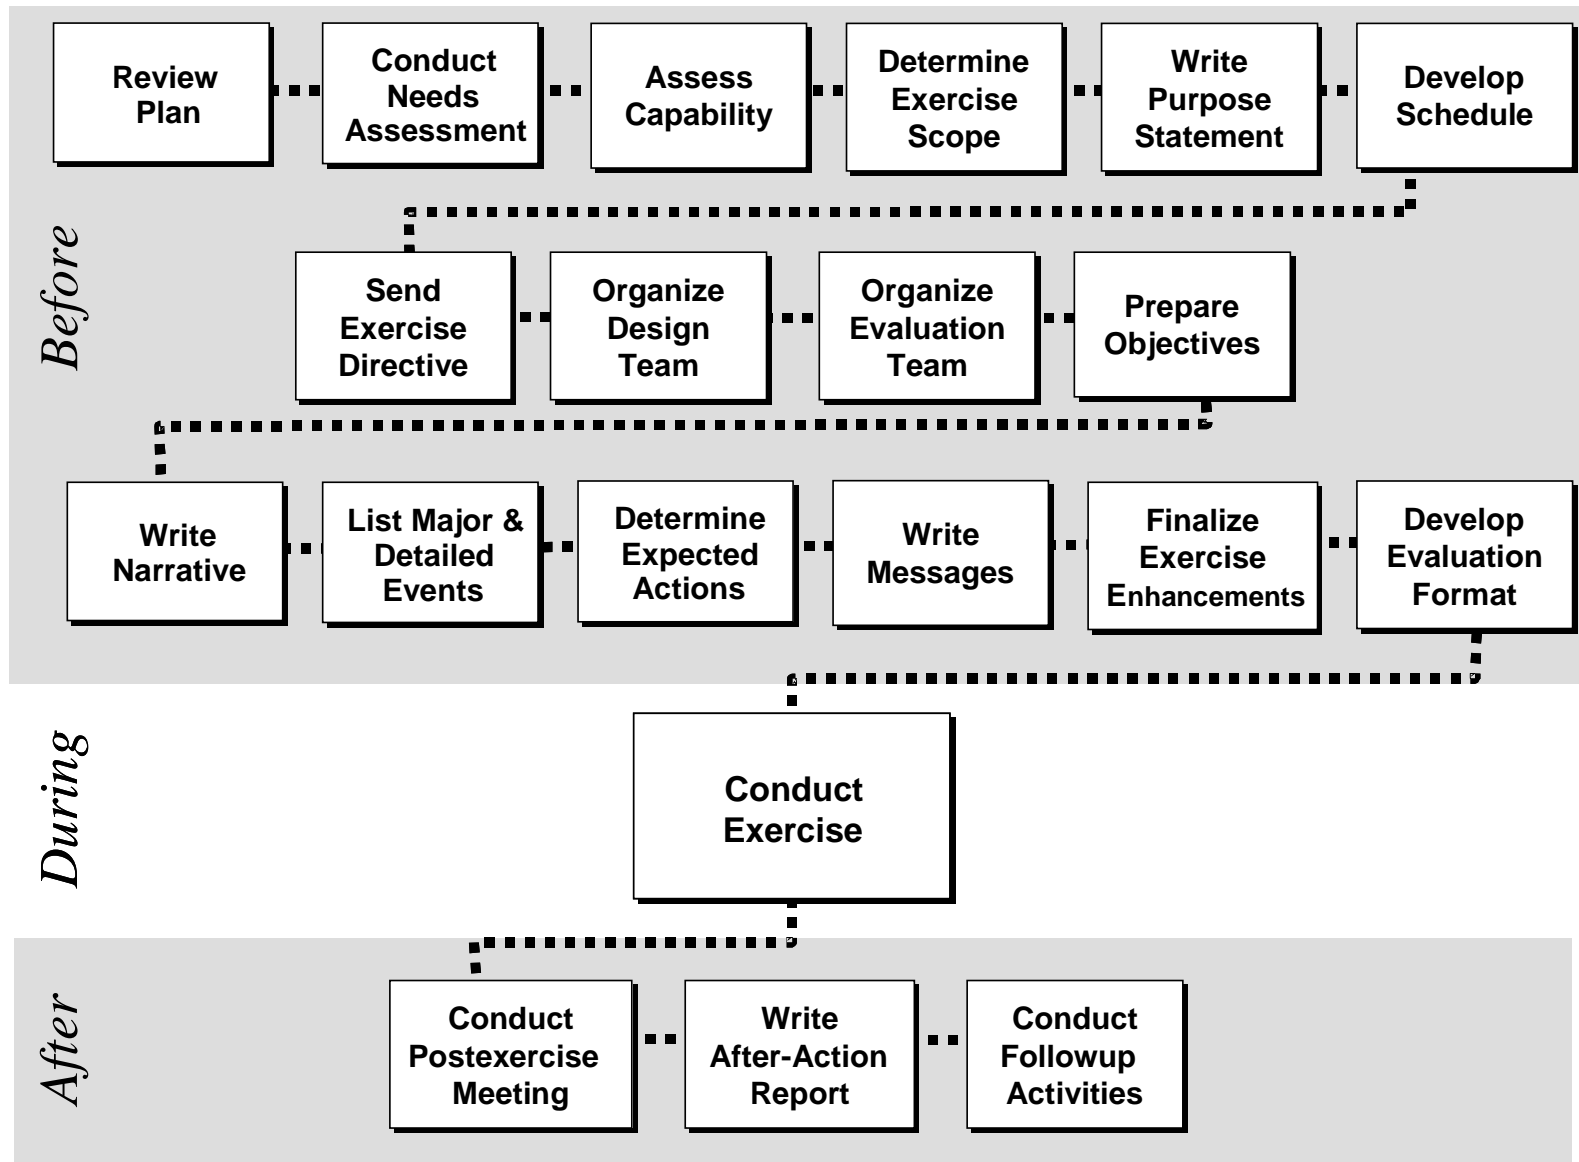 Review
Plan
Conduct
Needs
Assessment
Assess
Capability
Determine
Exercise
Scope
Write
Purpose
Statement
Develop
Schedule
Before
Send
Exercise
Directive
Organize
Design
Team
Organize
Evaluation
Team
Prepare
Objectives
Write
Narrative
List Major &
Detailed
Events
Determine
Expected
Actions
Write
Messages
Finalize
Exercise
Enhancements
Develop
Evaluation
Format
During
Conduct
Exercise
After
Conduct
Postexercise
Meeting
Write
After-Action
Report
Conduct
Followup
Activities